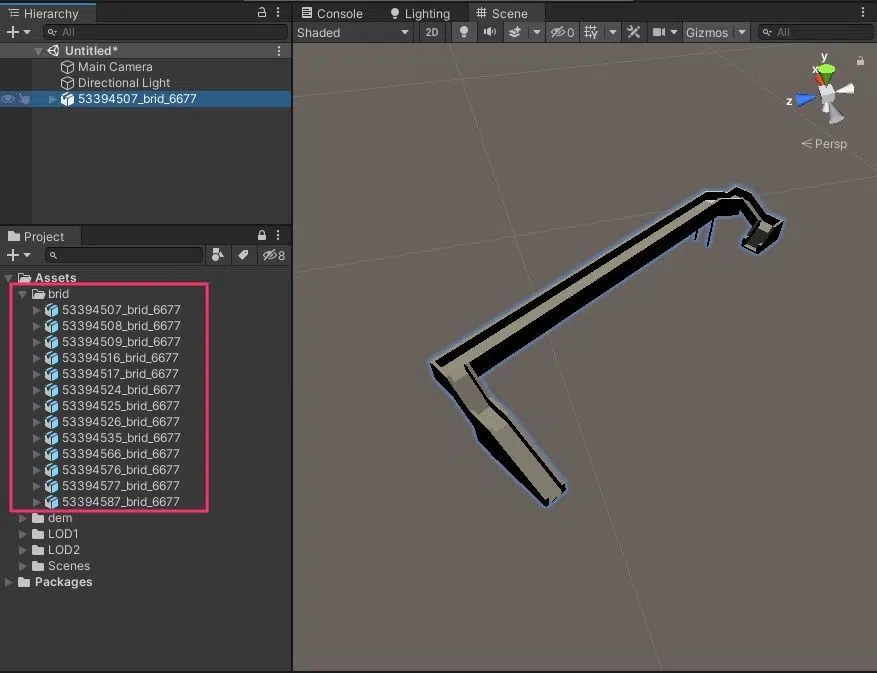 Hierarchy
All
Untitled*
Main Camera
Directional Light
53394507_brid_6677
Project
8
Assets
brid
53394507_brid_6677
53394508_brid_6677
53394509_brid_6677
53394516_brid_6677
53394517_brid_6677
53394524_brid_6677
53394525_brid_6677
53394526_brid_6677
53394535_brid_6677
53394566_brid_6677
53394576_brid_6677
53394577_brid_6677
53394587_brid_6677
dem
LOD1
LOD2
Scenes
Packages
Console Lighting Scene
Shaded 2D 0 Gizmos All
y
x
z
Persp